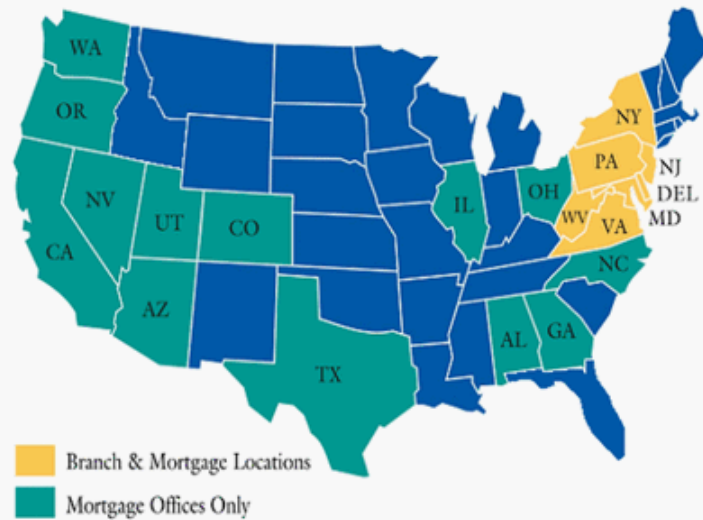 WA
OR
NV
CA
UT
CO
AZ
TX
IL
OH
AL
GA
NC
NY
PA
NJ
DEL
MD
WV
VA
Branch & Mortgage Locations
Mortgage Offices Only